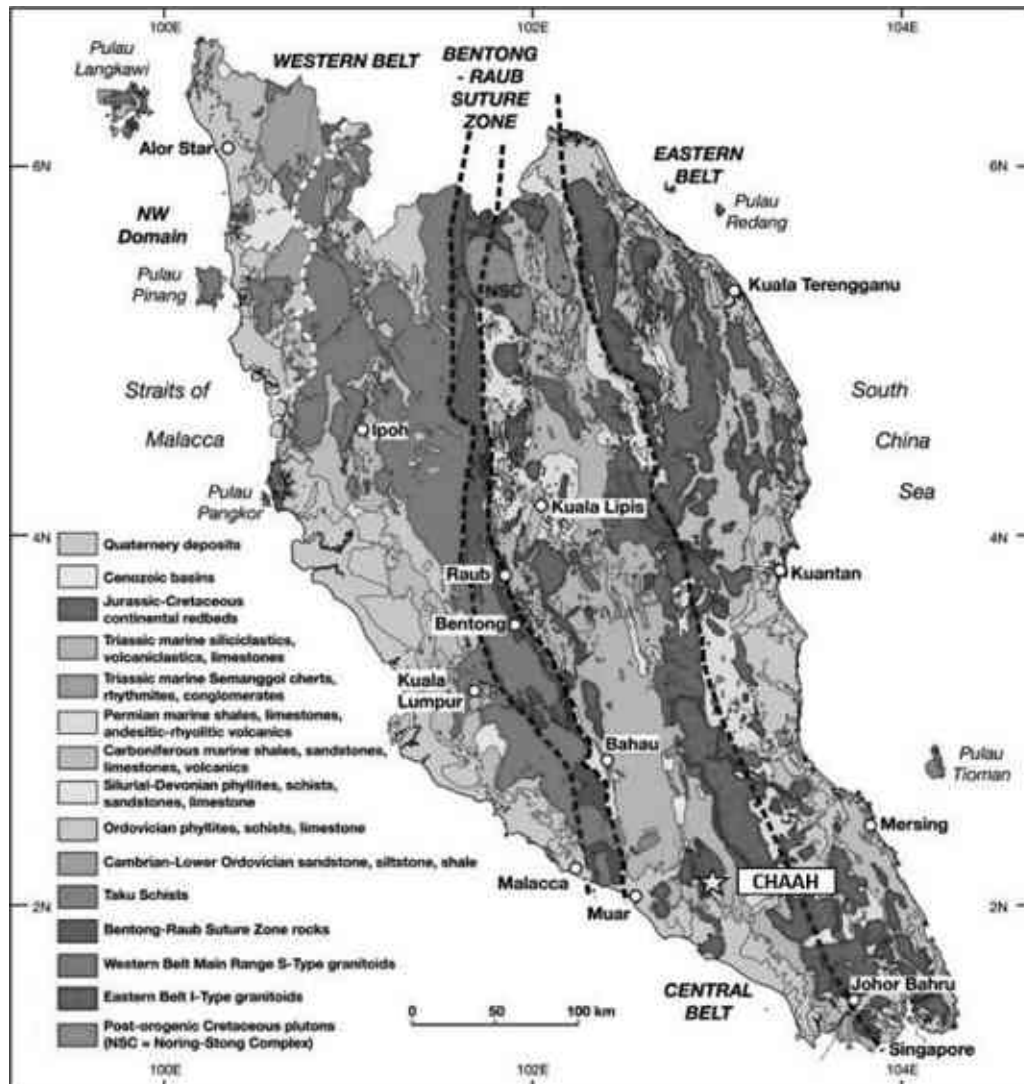 100E
102E
104E
Pulau
Langkawi
WESTERN BELT
BENTONG
- RAUB
SUTURE
ZONE
Alor Star
6N
6N
EASTERN
BELT
Pulau
Redang
NW
Domain
Pulau
Pinang
NSC
Kuala Terengganu
Straits of
Malacca
South
China
Sea
Ipoh
Pulau
Pangkor
Kuala Lipis
4N
4N
Quaternery deposits
Cenozoic basins
Jurassic-Cretaceous
continental redbeds
Triassic marine siliciclastics,
volcaniclastics, limestones
Triassic marine Semanggol cherts,
rhythmites, conglomerates
Permian marine shales, limestones,
andesitic-rhyolitic volcanics
Carboniferous marine shales, sandstones,
limestones, volcanics
Silurial-Devonian phyllites, schists,
sandstones, limestone
Ordovician phyllites, schists, limestone
Cambrian-Lower Ordovician sandstone, siltstone, shale
Taku Schists
Bentong-Raub Suture Zone rocks
Western Belt Main Range S-Type granitoids
Eastern Belt I-Type granitoids
Post-orogenic Cretaceous plutons
(NSC = Noring-Stong Complex)
Raub
Kuantan
Bentong
Kuala
Lumpur
Bahau
Pulau
Tioman
Mersing
Malacca
CHAAH
Muar
2N
2N
CENTRAL
BELT
Johor Bahru
Singapore
0 50 100 km
100E
102E
104E